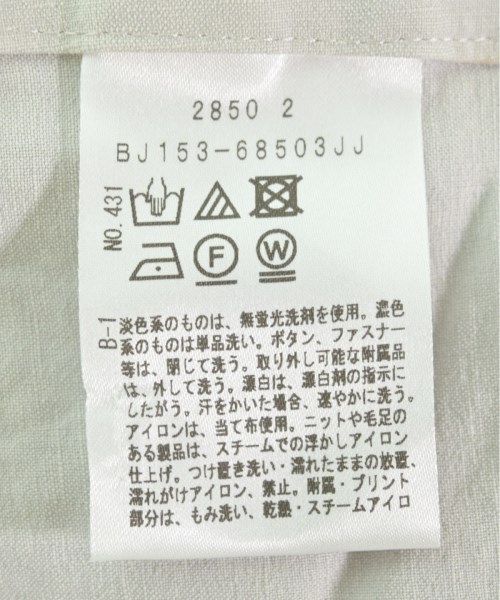 2850 2
BJ153-68503JJ
NO.431
F
W
B-1
淡色系のものは、無蛍光洗剤を使用。濃色
系のものは単品洗い。ボタン、ファスナー
等は、閉じて洗う。取り外し可能な附属品
は、外して洗う。漂白は、漂白剤の指示に
したがう。汗をかいた場合、速やかに洗う。
アイロンは、当て布使用。ニットや毛足の
ある製品は、スチームでの浮かしアイロン
仕上げ。つけ置き洗い・濡れたままの放置、
濡れがけアイロン、禁止。附属・プリント
部分は、もみ洗い、乾熱・スチームアイロ